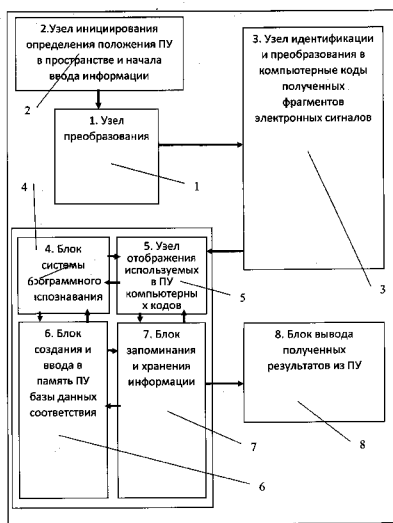 2.Узел инициирования
определения положения ПУ
в пространстве и начала
ввода информации
2
1. Узел
преобразования
1
3. Узел идентификации
и преобразования в
компьютерные коды
полученных
фрагментов
электронных сигналов
3
4
4. Блок
системы
программного
распознавания
5. Узел
отображения
используемых
в ПУ
компьютерны
х кодов
5
6. Блок
создания и
ввода в
память ПУ
базы данных
соответствия
6
7. Блок
запоминания
и хранения
информации
7
8. Блок вывода
полученных
результатов из ПУ
8